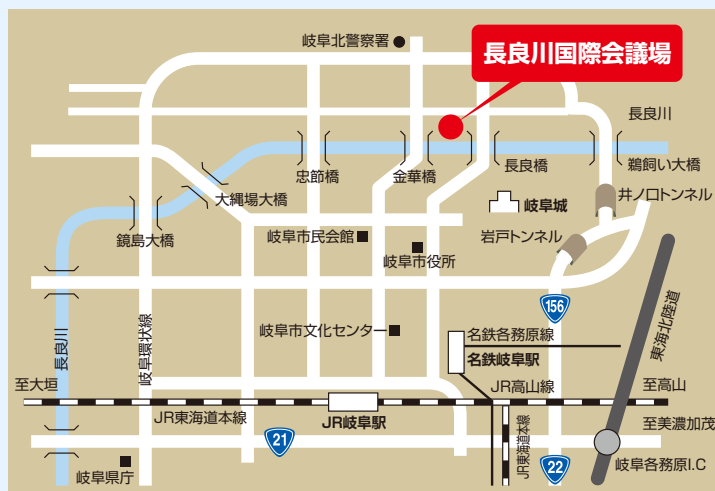 岐阜北警察署
長良川国際会議場
長良川
忠節橋
金華橋
長良橋
鵜飼い大橋
大縄場大橋
岐阜城
井ノ口トンネル
鏡島大橋
岐阜市民会館
岩戸トンネル
岐阜市役所
156
東海北陸道
長良川
岐阜環状線
岐阜市文化センター
名鉄各務原線
名鉄岐阜駅
至大垣
JR高山線
至高山
JR東海道本線
JR岐阜駅
至美濃加茂
21
JR東海道本線
岐阜県庁
22
岐阜各務原I.C